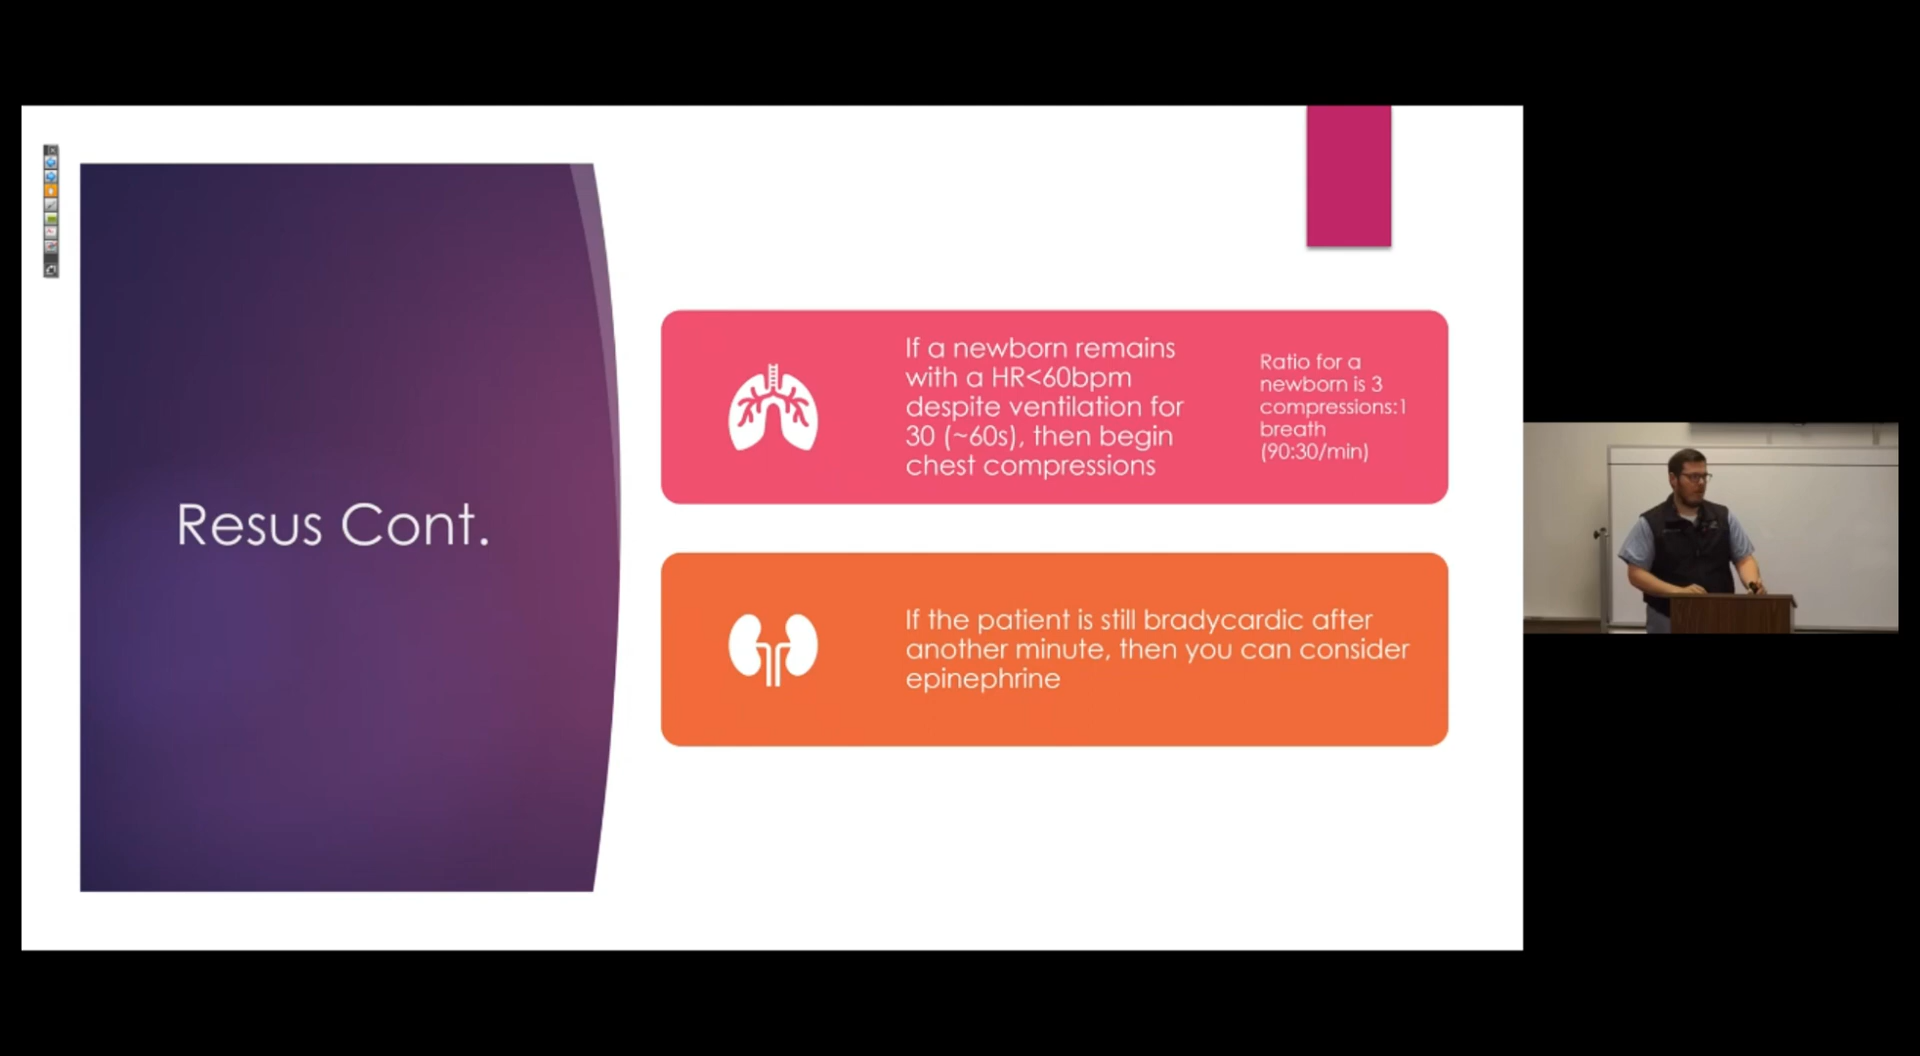 Resus Cont.
If a newborn remains
with a HR<60bpm
despite ventilation for
30 (~60s), then begin
chest compressions
Ratio for a
newborn is 3
compressions:1
breath
(90:30/min)
If the patient is still bradycardic after
another minute, then you can consider
epinephrine